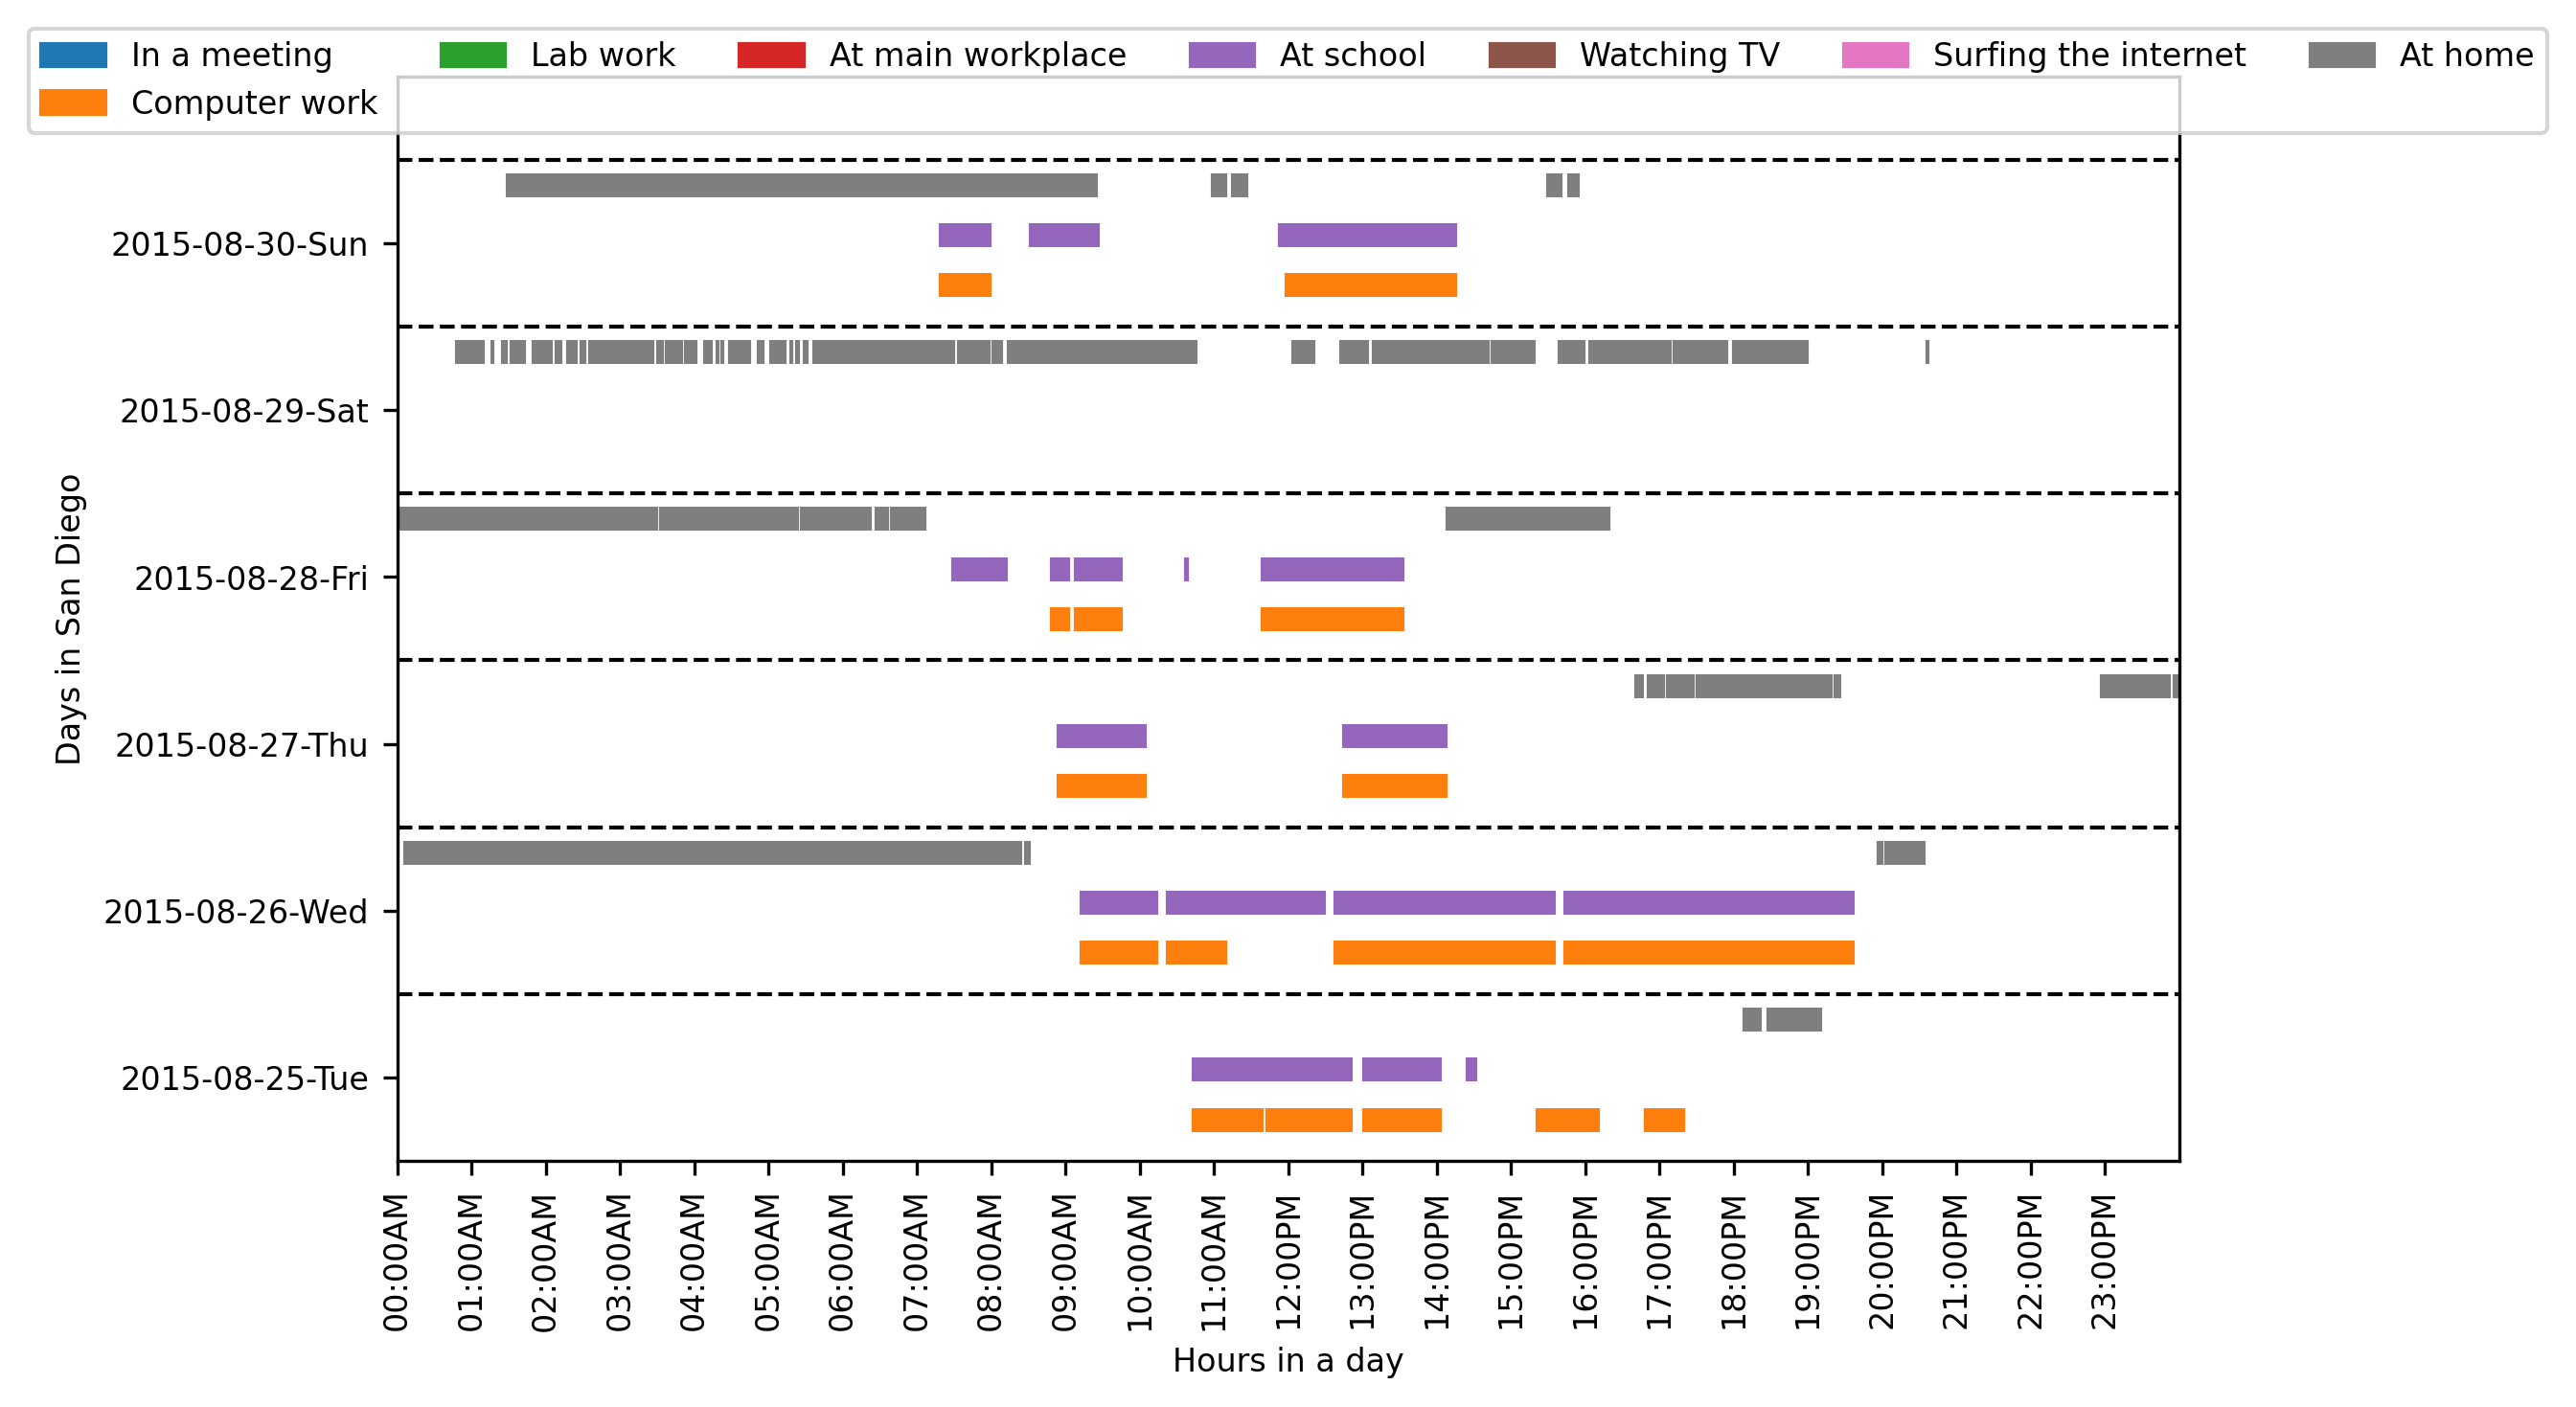 In a meeting Lab work At main workplace At school Watching TV Surfing the internet At home
Computer work
2015-08-30-Sun
2015-08-29-Sat
2015-08-28-Fri
2015-08-27-Thu
2015-08-26-Wed
2015-08-25-Tue
Days in San Diego
00:00AM 01:00AM 02:00AM 03:00AM 04:00AM 05:00AM 06:00AM 07:00AM 08:00AM 09:00AM 10:00AM 11:00AM 12:00PM 13:00PM 14:00PM 15:00PM 16:00PM 17:00PM 18:00PM 19:00PM 20:00PM 21:00PM 22:00PM 23:00PM
Hours in a day